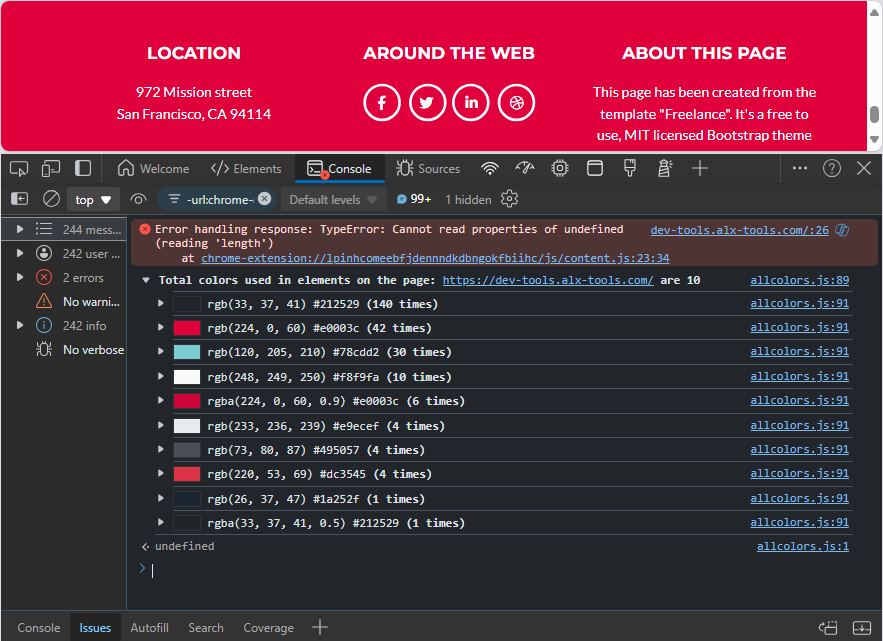 LOCATION
AROUND THE WEB
ABOUT THIS PAGE
972 Mission street
San Francisco, CA 94114
This page has been created from the
template "Freelance". It's a free to
use, MIT licensed Bootstrap theme
Welcome
Elements
Console
Sources
top
-url:chrome-
Default levels
99+
1 hidden
244 mess...
242 user ...
2 errors
No warni...
242 info
No verbose
Error handling response: TypeError: Cannot read properties of undefined dev-tools.alx-tools.com/:26
(reading 'length')
at chrome-extension://lpinhcomeebfjdennndkdbngokfbiihc/js/content.js:23:34
Total colors used in elements on the page: https://dev-tools.alx-tools.com/ are 10 allcolors.js:89
rgb(33, 37, 41) #212529 (140 times) allcolors.js:91
rgb(224, 0, 60) #e0003c (42 times) allcolors.js:91
rgb(120, 205, 210) #78cdd2 (30 times) allcolors.js:91
rgb(248, 249, 250) #f8f9fa (10 times) allcolors.js:91
rgba(224, 0, 60, 0.9) #e0003c (6 times) allcolors.js:91
rgb(233, 236, 239) #e9ecef (4 times) allcolors.js:91
rgb(73, 80, 87) #495057 (4 times) allcolors.js:91
rgb(220, 53, 69) #dc3545 (4 times) allcolors.js:91
rgb(26, 37, 47) #1a252f (1 times) allcolors.js:91
rgba(33, 37, 41, 0.5) #212529 (1 times) allcolors.js:91
undefined allcolors.js:1
Console
Issues
Autofill
Search
Coverage